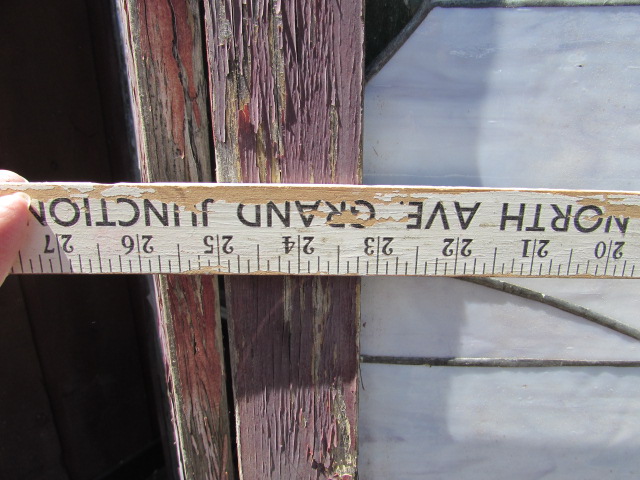 20 21 22 23 24 25 26 27
NORTH AVE. GRAND JUNCTION